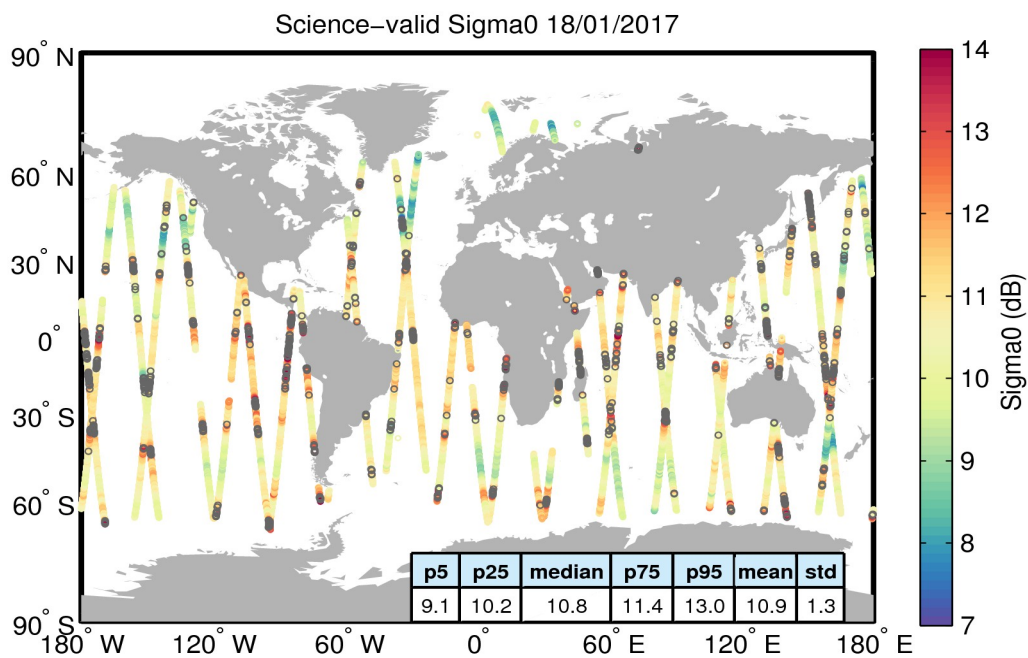 Science−valid Sigma0 18/01/2017
90° N
60° N
30° N
0°
30° S
60° S
90° S
180° W
120° W
60° W
0°
60° E
120° E
180° E
14
13
12
11
10
9
8
7
Sigma0 (dB)
p5 p25 median p75 p95 mean std
9.1 10.2 10.8 11.4 13.0 10.9 1.3